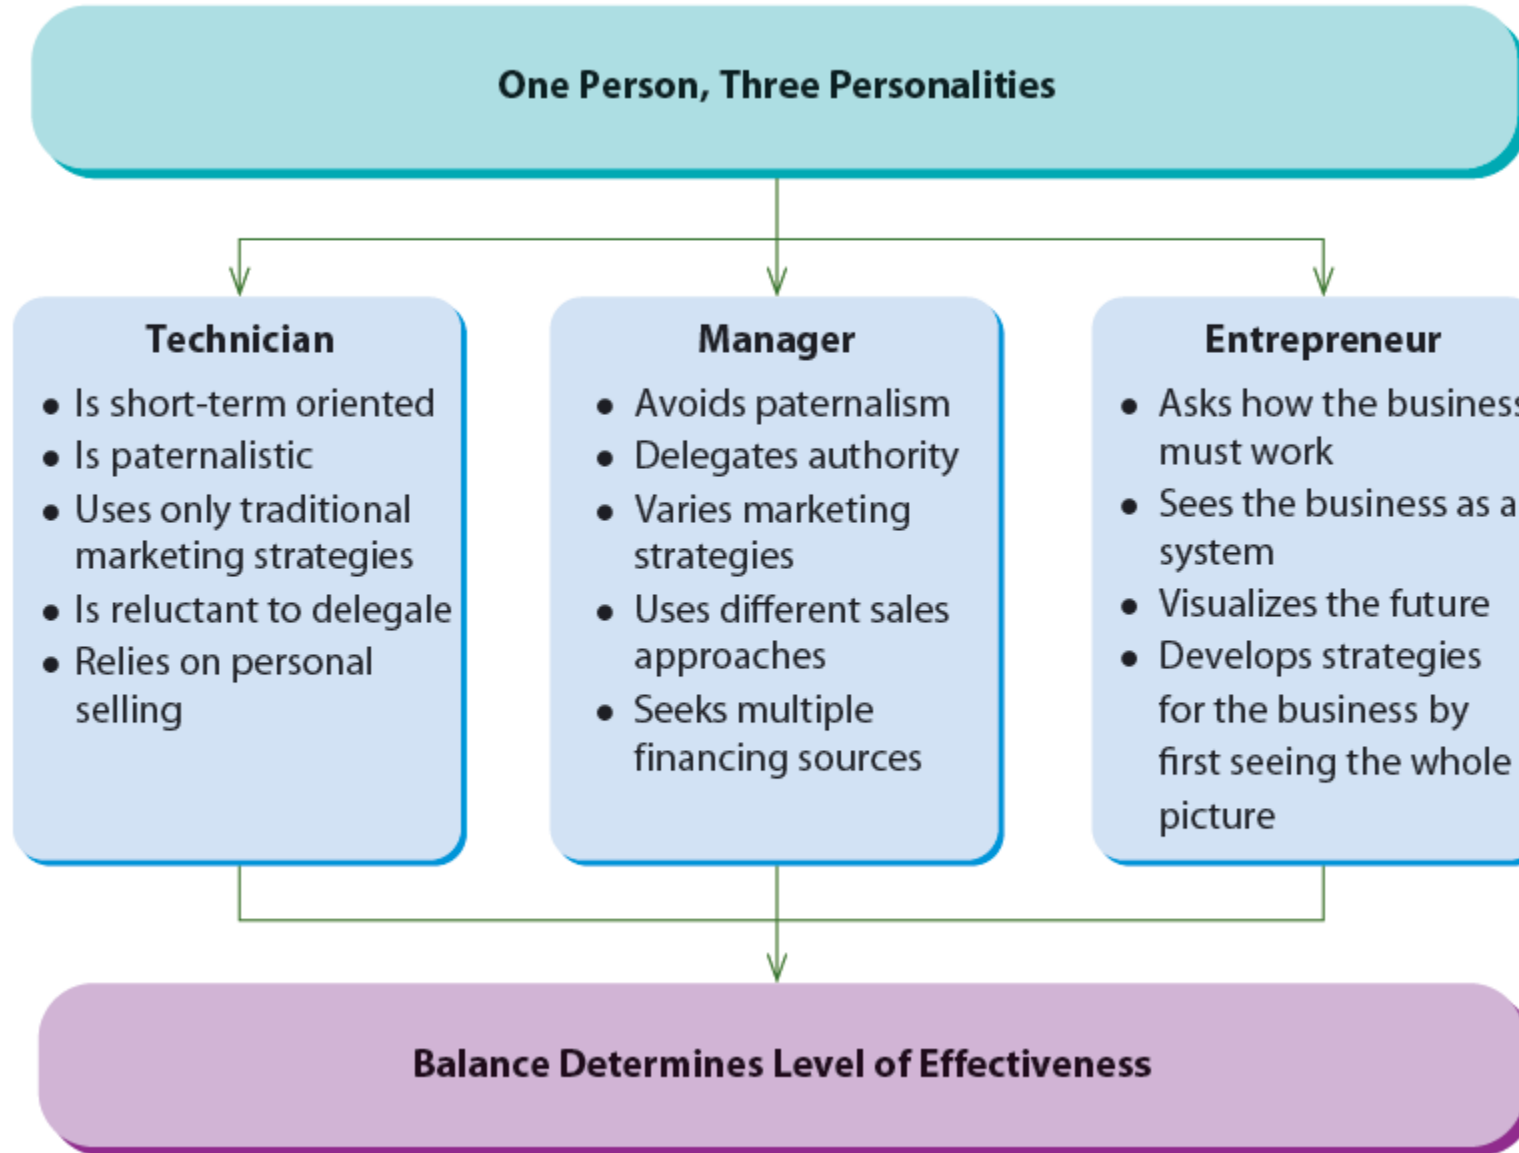 One Person, Three Personalities
Technician
● Is short-term oriented
● Is paternalistic
● Uses only traditional
marketing strategies
● Is reluctant to delegale
● Relies on personal
selling
Manager
● Avoids paternalism
● Delegates authority
● Varies marketing
strategies
● Uses different sales
approaches
● Seeks multiple
financing sources
Entrepreneur
● Asks how the business
must work
● Sees the business as a
system
● Visualizes the future
● Develops strategies
for the business by
first seeing the whole
picture
Balance Determines Level of Effectiveness